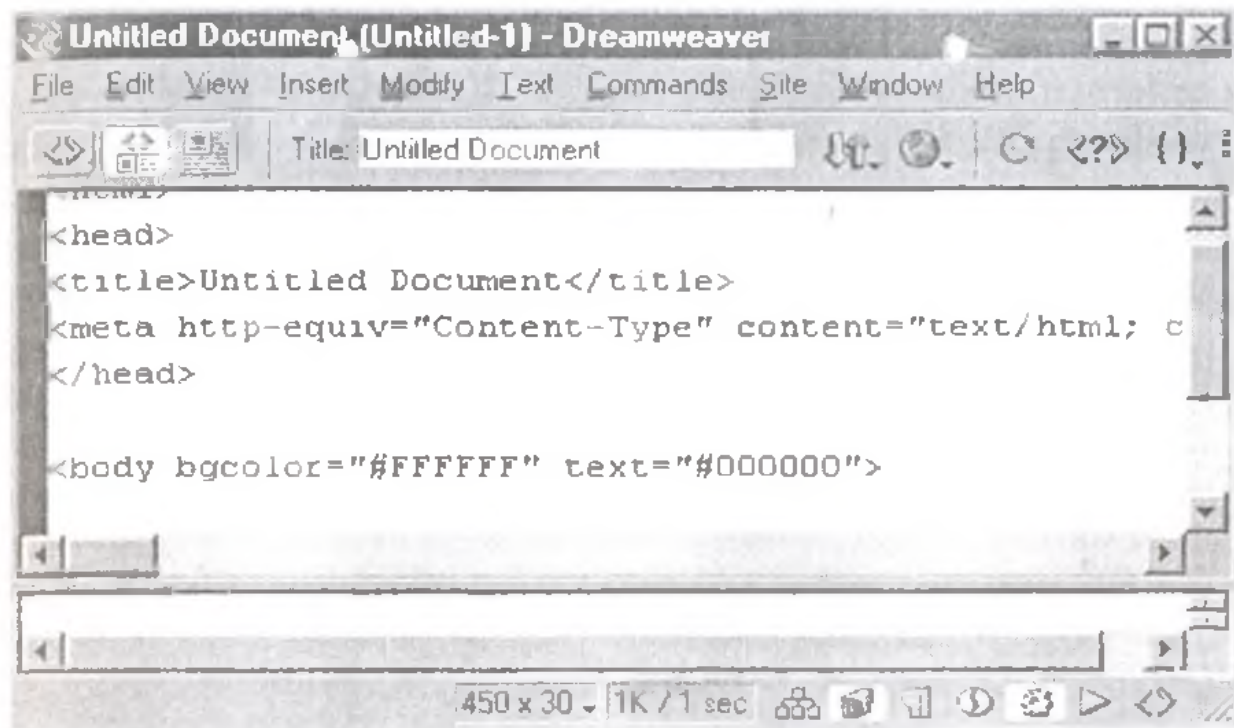 Untitled Document (Untitled-1) - Dreamweaver
File Edit View Insert Modify Text Commands Site Window Help
Title: Untitled Document
<html>
<head>
<title>Untitled Document</title>
<meta http-equiv="Content-Type" content="text/html; c
</head>
<body bgcolor="#FFFFFF" text="#000000">
450 x 30 1K / 1 sec